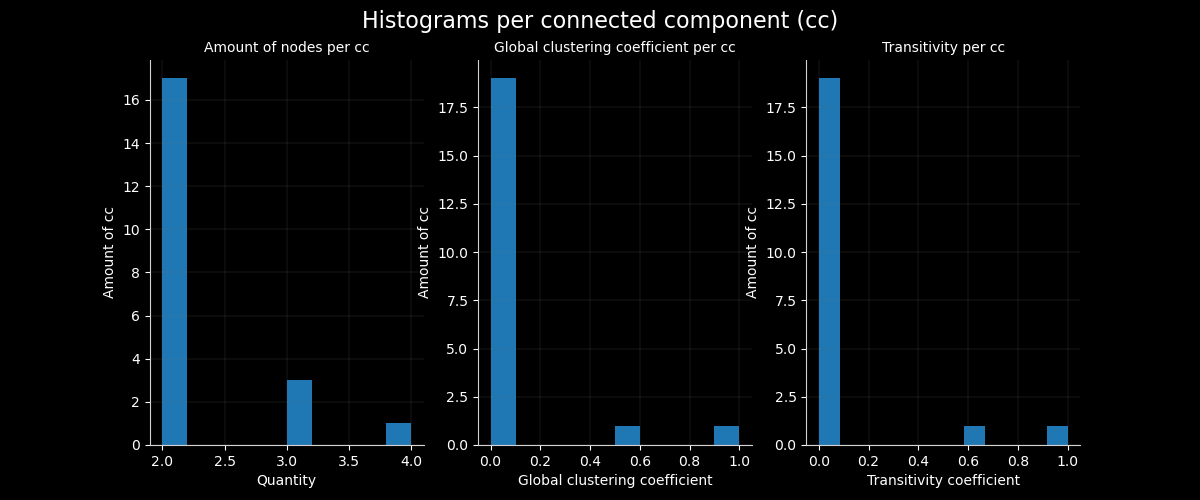 Histograms per connected component (cc)
Amount of nodes per cc
Amount of cc
16
14
12
10
8
6
4
2
0
2.0 2.5 3.0 3.5 4.0
Quantity
Global clustering coefficient per cc
Amount of cc
17.5
15.0
12.5
10.0
7.5
5.0
2.5
0.0
0.0 0.2 0.4 0.6 0.8 1.0
Global clustering coefficient
Transitivity per cc
Amount of cc
17.5
15.0
12.5
10.0
7.5
5.0
2.5
0.0
0.0 0.2 0.4 0.6 0.8 1.0
Transitivity coefficient